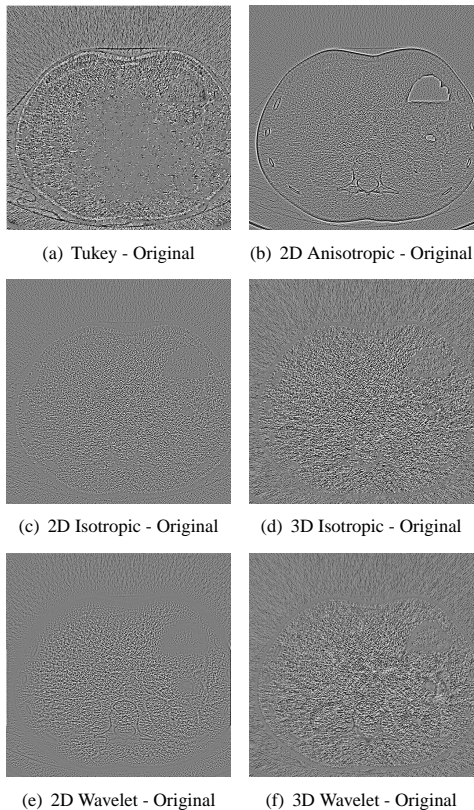 (a) Tukey - Original
(b) 2D Anisotropic - Original
(c) 2D Isotropic - Original
(d) 3D Isotropic - Original
(e) 2D Wavelet - Original
(f) 3D Wavelet - Original